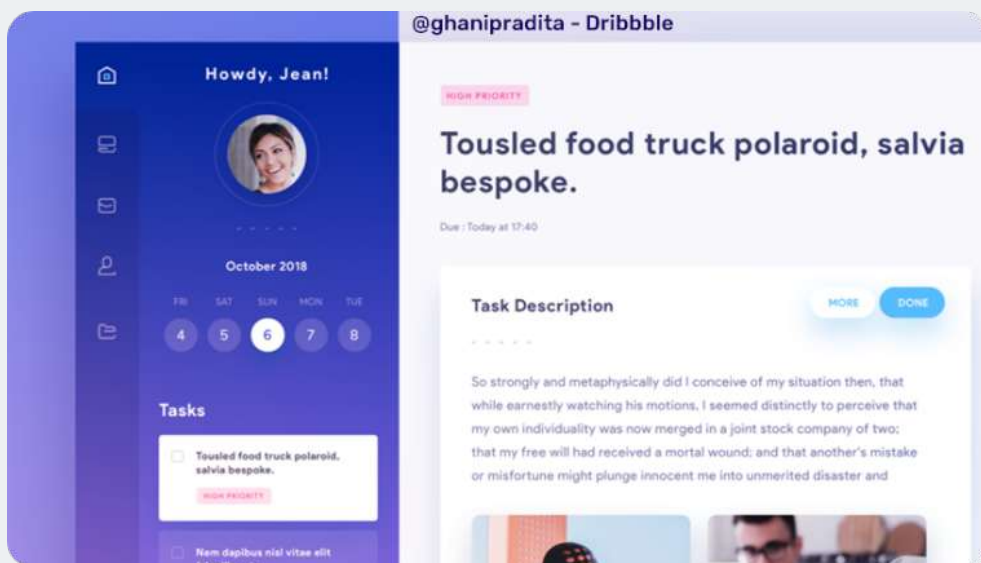 @ghanipradita - Dribbble
Howdy, Jean!
October 2018
FRI SAT SUN MON TUE
4 5 6 7 8
Tasks
Tousled food truck polaroid,
salvia bespoke.
HIGH PRIORITY
Nem dapibus nisl vitae elit
HIGH PRIORITY
Tousled food truck polaroid, salvia
bespoke.
Due : Today at 17:40
Task Description
MORE
DONE
So strongly and metaphysically did I conceive of my situation then, that
while earnestly watching his motions, I seemed distinctly to perceive that
my own individuality was now merged in a joint stock company of two;
that my free will had received a mortal wound; and that another's mistake
or misfortune might plunge innocent me into unmerited disaster and